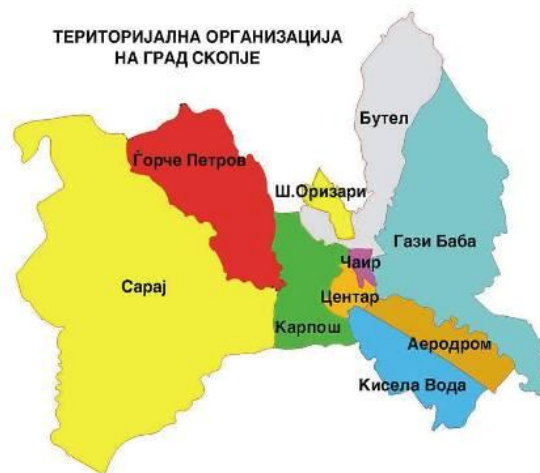 ТЕРИТОРИЈАЛНА ОРГАНИЗАЦИЈА
НА ГРАД СКОПЈЕ
Бутел
Ѓорче Петров
Ш.Оризари
Гази Баба
Чаир
Сарај
Центар
Карпош
Аеродром
Кисела Вода